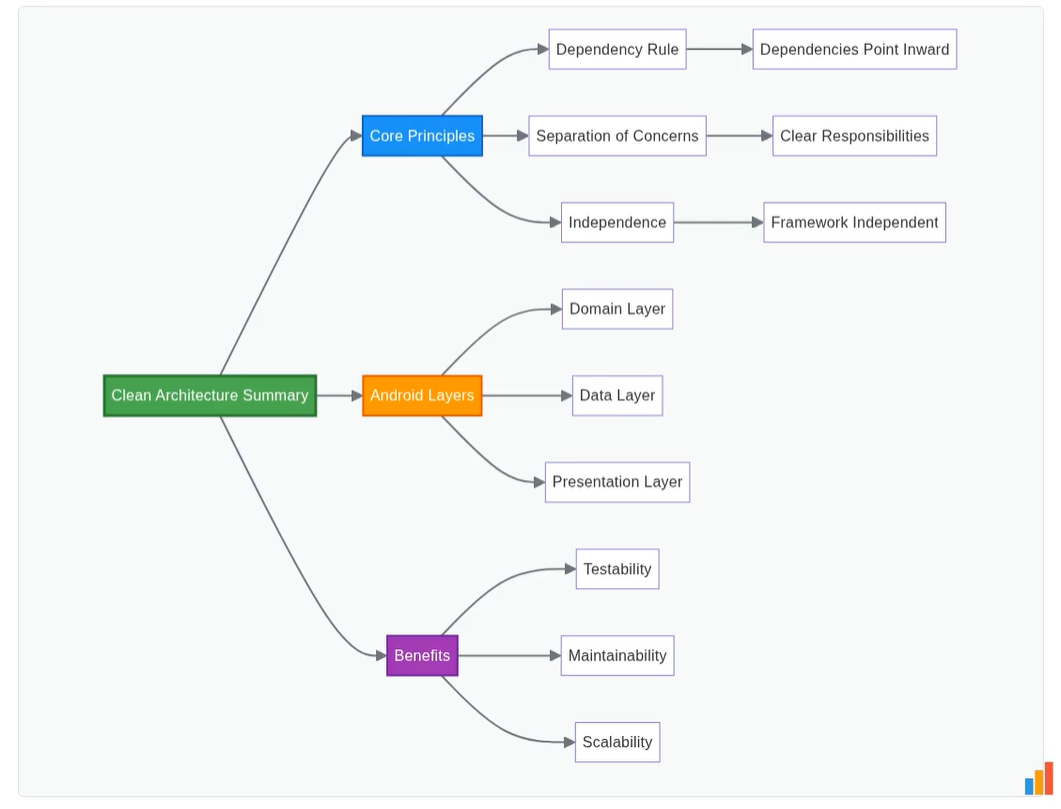 Dependency Rule
Dependencies Point Inward
Core Principles
Separation of Concerns
Clear Responsibilities
Independence
Framework Independent
Domain Layer
Clean Architecture Summary
Android Layers
Data Layer
Presentation Layer
Testability
Benefits
Maintainability
Scalability